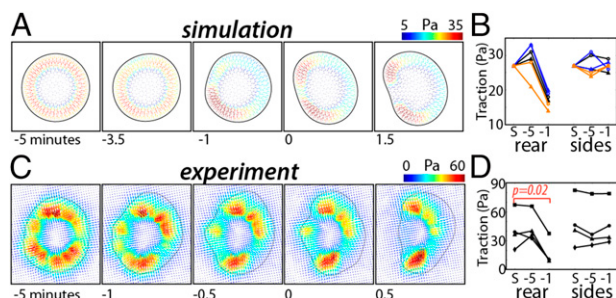 A simulation 5 Pa 35
-5 minutes -3.5 -1 0 1.5
B
Traction (Pa)
30
20
10
S -5 -1 S -5 -1
rear sides
C experiment 0 Pa 60
-5 minutes -1 -0.5 0 0.5
D
Traction (Pa)
90
60
30
0
p=0.02
S -5 -1 S -5 -1
rear sides